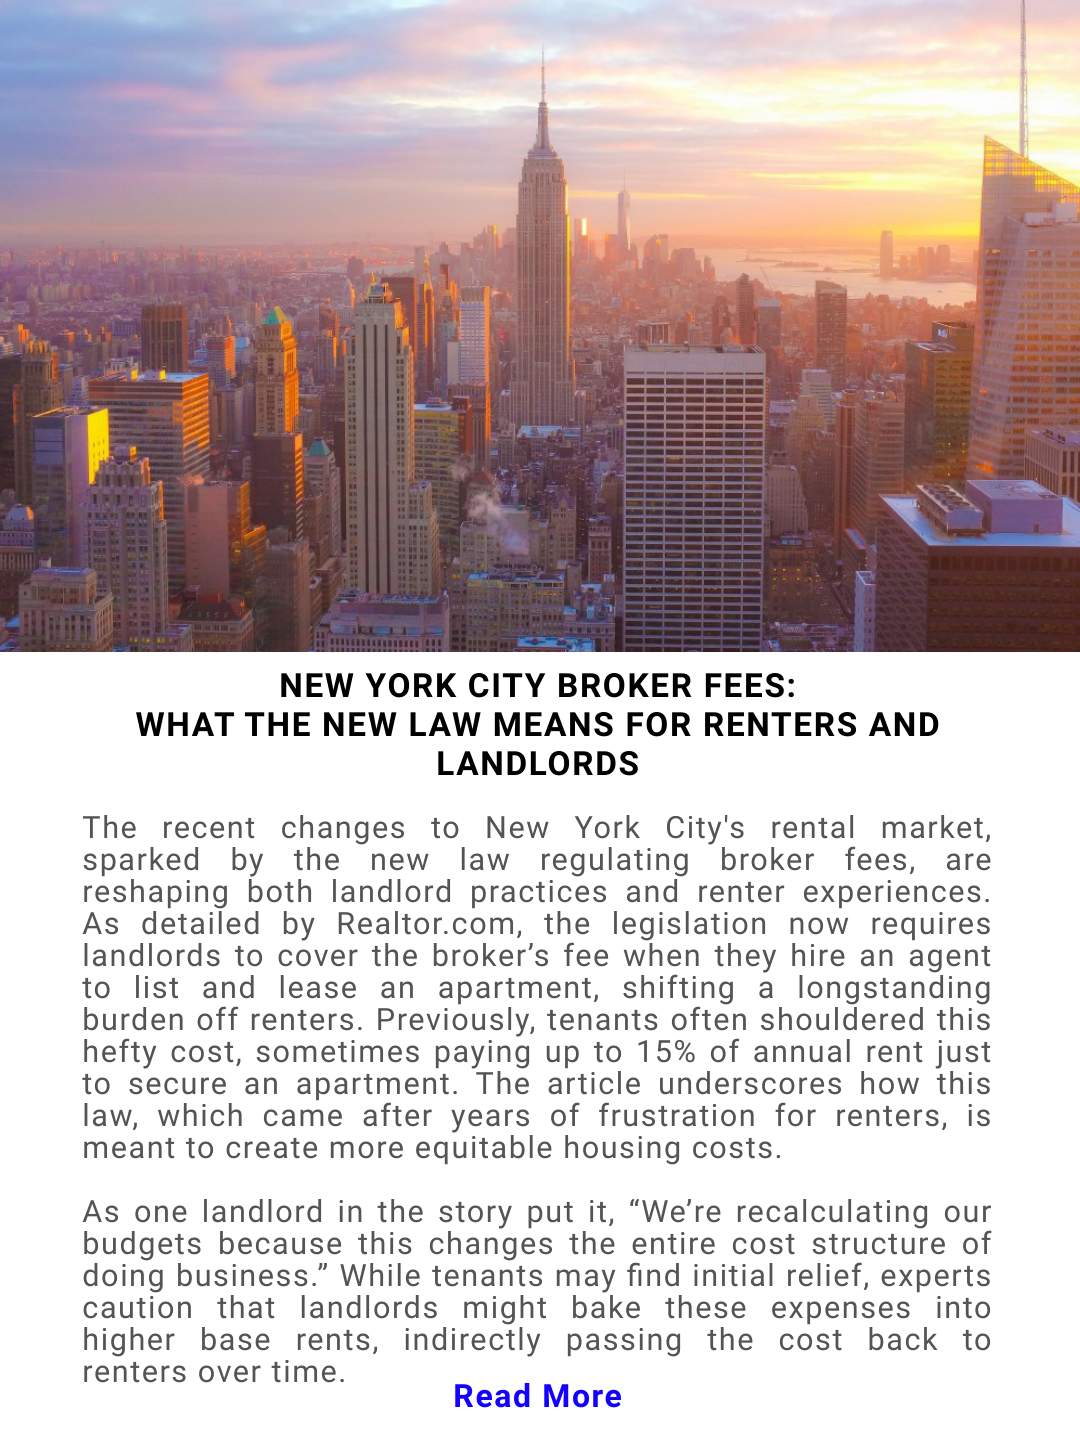 NEW YORK CITY BROKER FEES:
WHAT THE NEW LAW MEANS FOR RENTERS AND
LANDLORDS
The recent changes to New York City's rental market,
sparked by the new law regulating broker fees, are
reshaping both landlord practices and renter experiences.
As detailed by Realtor.com, the legislation now requires
landlords to cover the broker’s fee when they hire an agent
to list and lease an apartment, shifting a longstanding
burden off renters. Previously, tenants often shouldered this
hefty cost, sometimes paying up to 15% of annual rent just
to secure an apartment. The article underscores how this
law, which came after years of frustration for renters, is
meant to create more equitable housing costs.
As one landlord in the story put it, “We’re recalculating our
budgets because this changes the entire cost structure of
doing business.” While tenants may find initial relief, experts
caution that landlords might bake these expenses into
higher base rents, indirectly passing the cost back to
renters over time.
Read More